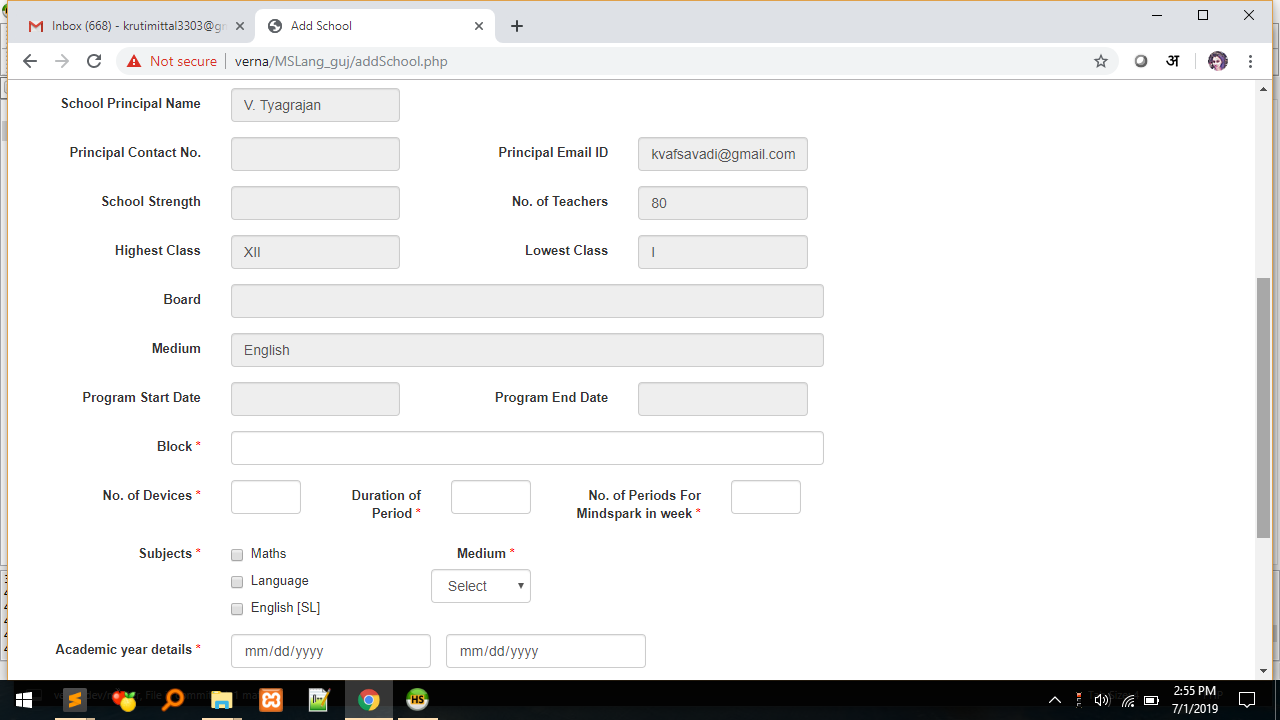 Inbox (668) - krutimittal3303@gm
Add School
Not secure
verna/MSLang_guj/addSchool.php
अ
School Principal Name
V. Tyagrajan
Principal Contact No.
Principal Email ID
kvafsavadi@gmail.com
School Strength
No. of Teachers
80
Highest Class
XII
Lowest Class
I
Board
Medium
English
Program Start Date
Program End Date
Block *
No. of Devices *
Duration of
Period *
No. of Periods For
Mindspark in week *
Subjects *
Maths
Medium *
Language
Select
English [SL]
Academic year details *
mm/dd/yyyy
mm/dd/yyyy
HS
2:55 PM
7/1/2019